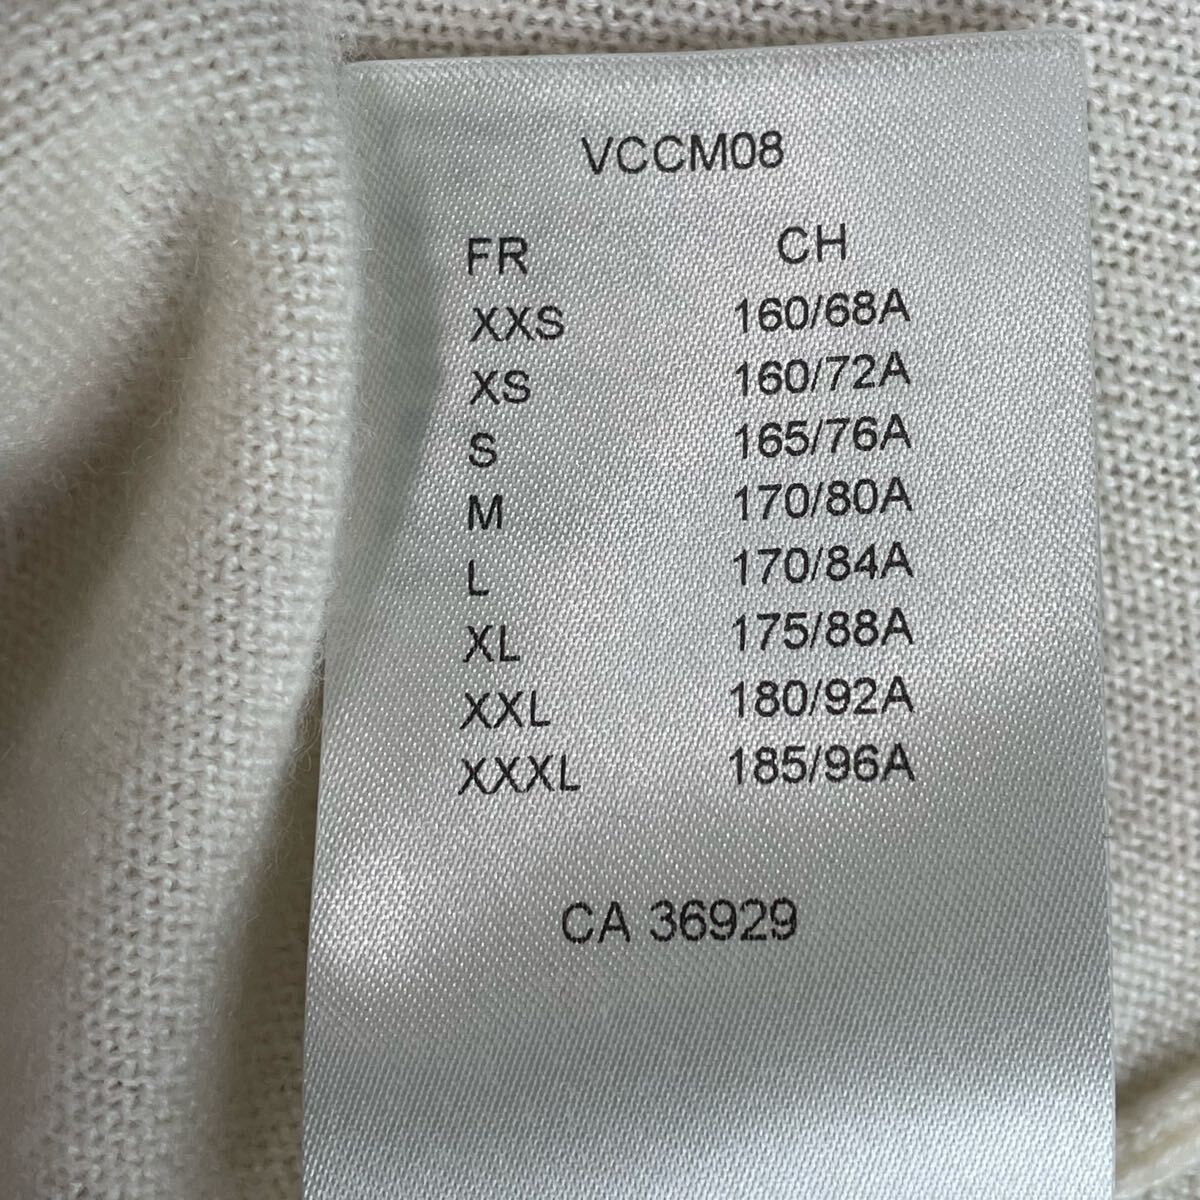 VCCM08
FR CH
XXS 160/68A
XS 160/72A
S 165/76A
M 170/80A
L 170/84A
XL 175/88A
XXL 180/92A
XXXL 185/96A
CA 36929